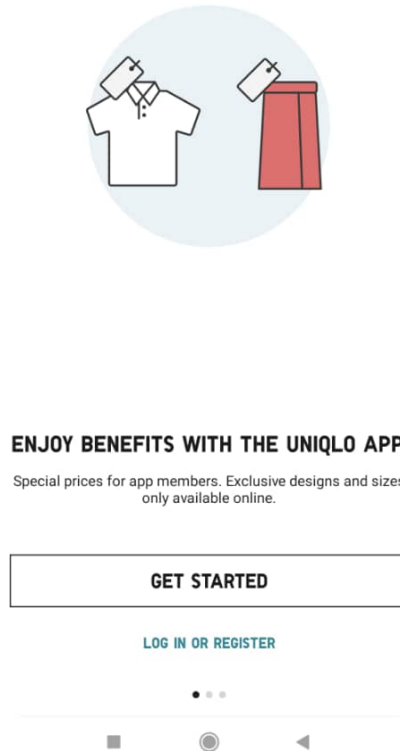 ENJOY BENEFITS WITH THE UNIQLO APP
Special prices for app members. Exclusive designs and sizes
only available online.
GET STARTED
LOG IN OR REGISTER